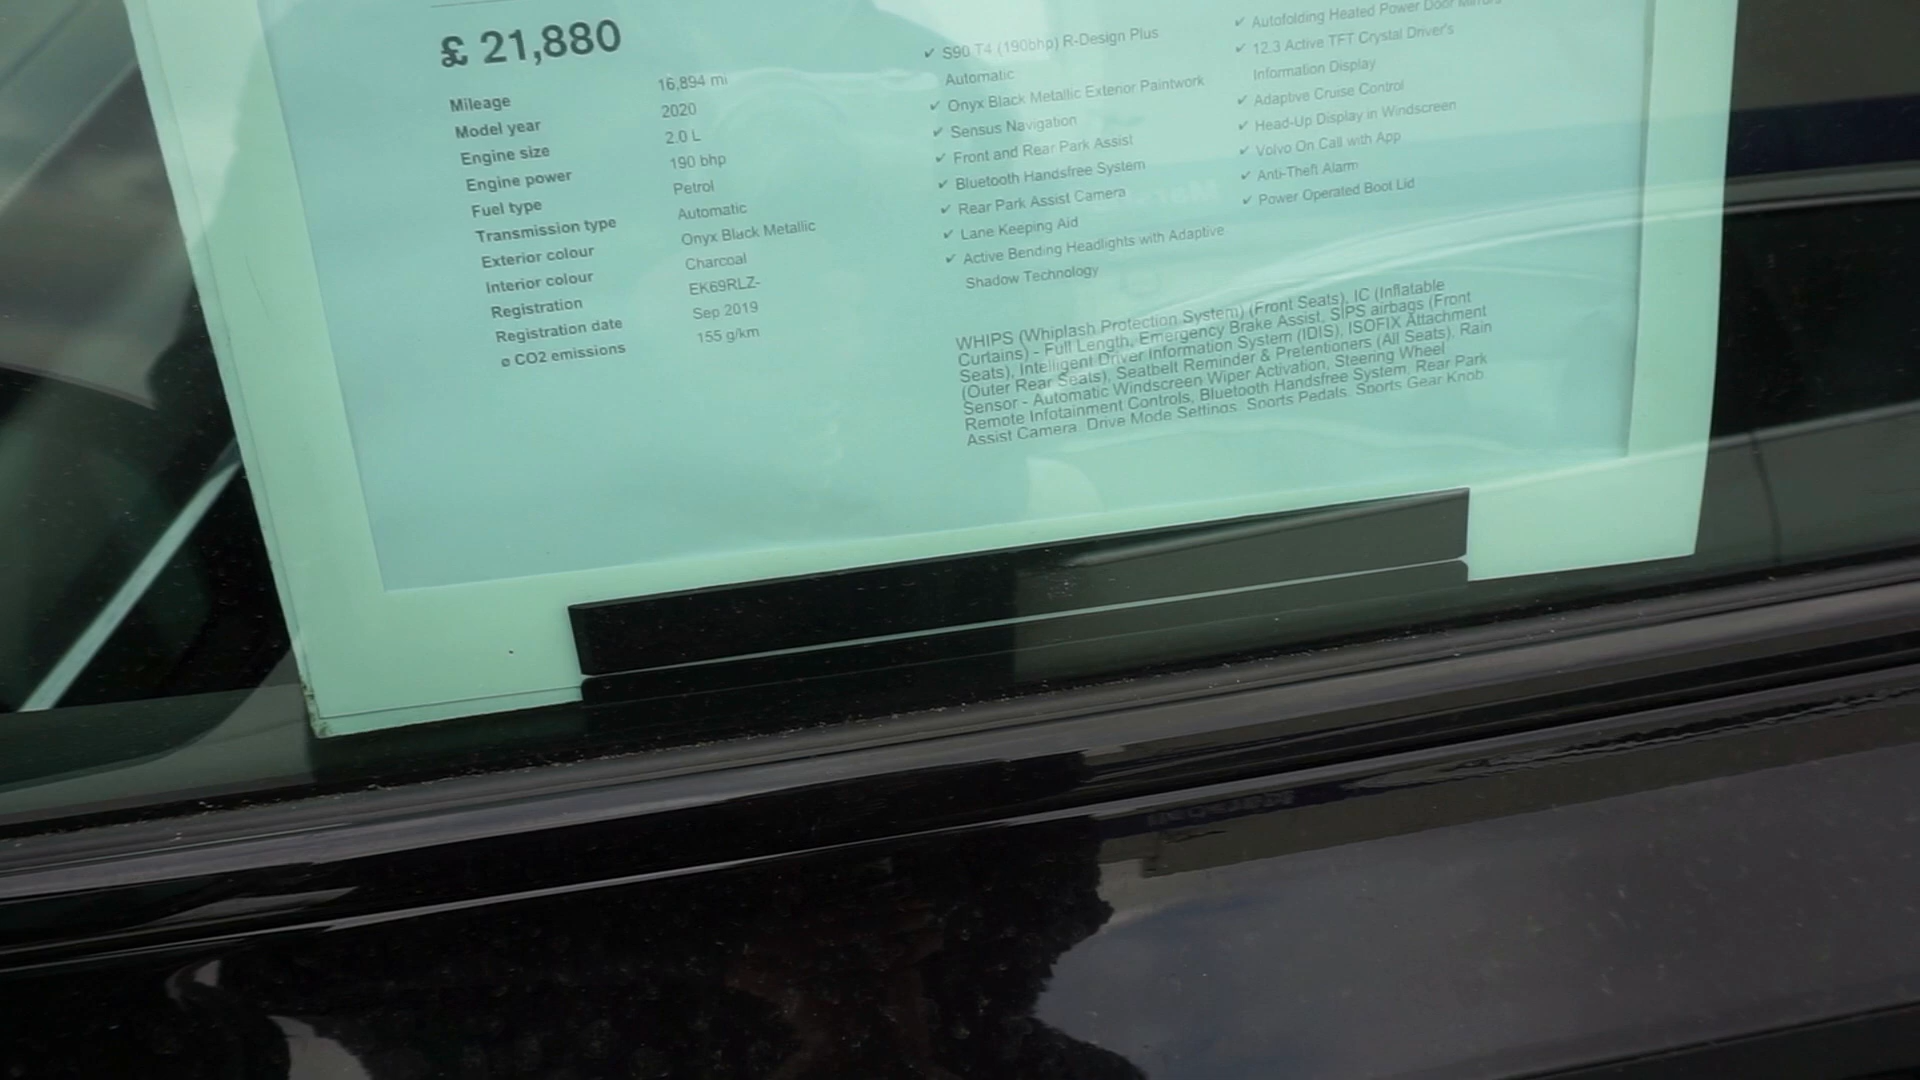 £ 21,880
Mileage 16,894 mi
Model year 2020
Engine size 2.0 L
Engine power 190 bhp
Fuel type Petrol
Transmission type Automatic
Exterior colour Onyx Black Metallic
Interior colour Charcoal
Registration EK69RLZ-
Registration date Sep 2019
ø CO2 emissions 155 g/km
✓ S90 T4 (190bhp) R-Design Plus
Automatic
✓ Onyx Black Metallic Exterior Paintwork
✓ Sensus Navigation
✓ Front and Rear Park Assist
✓ Bluetooth Handsfree System
✓ Rear Park Assist Camera
✓ Lane Keeping Aid
✓ Active Bending Headlights with Adaptive
Shadow Technology
✓ Autofolding Heated Power Door Mirrors
✓ 12.3 Active TFT Crystal Driver's
Information Display
✓ Adaptive Cruise Control
✓ Head-Up Display in Windscreen
✓ Volvo On Call with App
✓ Anti-Theft Alarm
✓ Power Operated Boot Lid
WHIPS (Whiplash Protection System) (Front Seats), IC (Inflatable
Curtains) - Full Length, Emergency Brake Assist, SIPS airbags (Front
Seats), Intelligent Driver Information System (IDIS), ISOFIX Attachment
(Outer Rear Seats), Seatbelt Reminder & Pretentioners (All Seats), Rain
Sensor - Automatic Windscreen Wiper Activation, Steering Wheel
Remote Infotainment Controls, Bluetooth Handsfree System, Rear Park
Assist Camera, Drive Mode Settings, Sports Pedals, Sports Gear Knob,